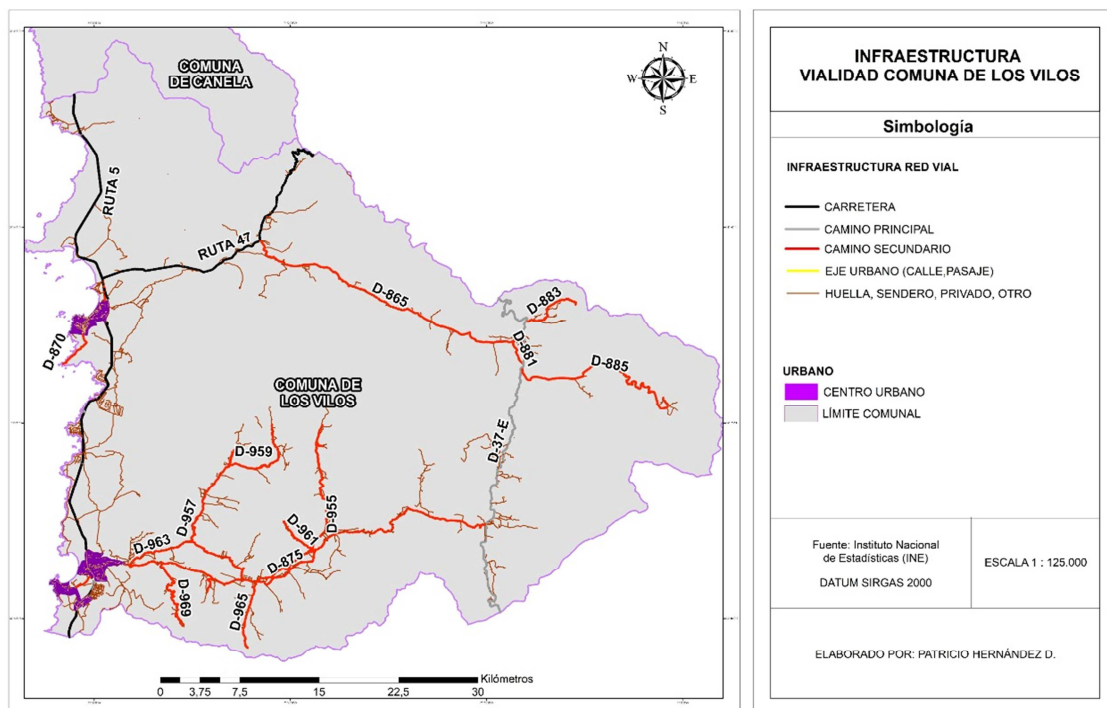 COMUNA
DE CANELA
N
W E
S
RUTA 5
RUTA 47
D-865
D-883
D-881
D-885
D-870
COMUNA DE
LOS VILOS
D-37-E
D-959
D-957
D-955
D-961
D-963
D-875
D-699
D-965
Kilómetros
0 3,75 7,5 15 22,5 30
INFRAESTRUCTURA
VIALIDAD COMUNA DE LOS VILOS
Simbología
INFRAESTRUCTURA RED VIAL
CARRETERA
CAMINO PRINCIPAL
CAMINO SECUNDARIO
EJE URBANO (CALLE,PASAJE)
HUELLA, SENDERO, PRIVADO, OTRO
URBANO
CENTRO URBANO
LÍMITE COMUNAL
Fuente: Instituto Nacional
de Estadísticas (INE)
DATUM SIRGAS 2000
ESCALA 1 : 125.000
ELABORADO POR: PATRICIO HERNÁNDEZ D.